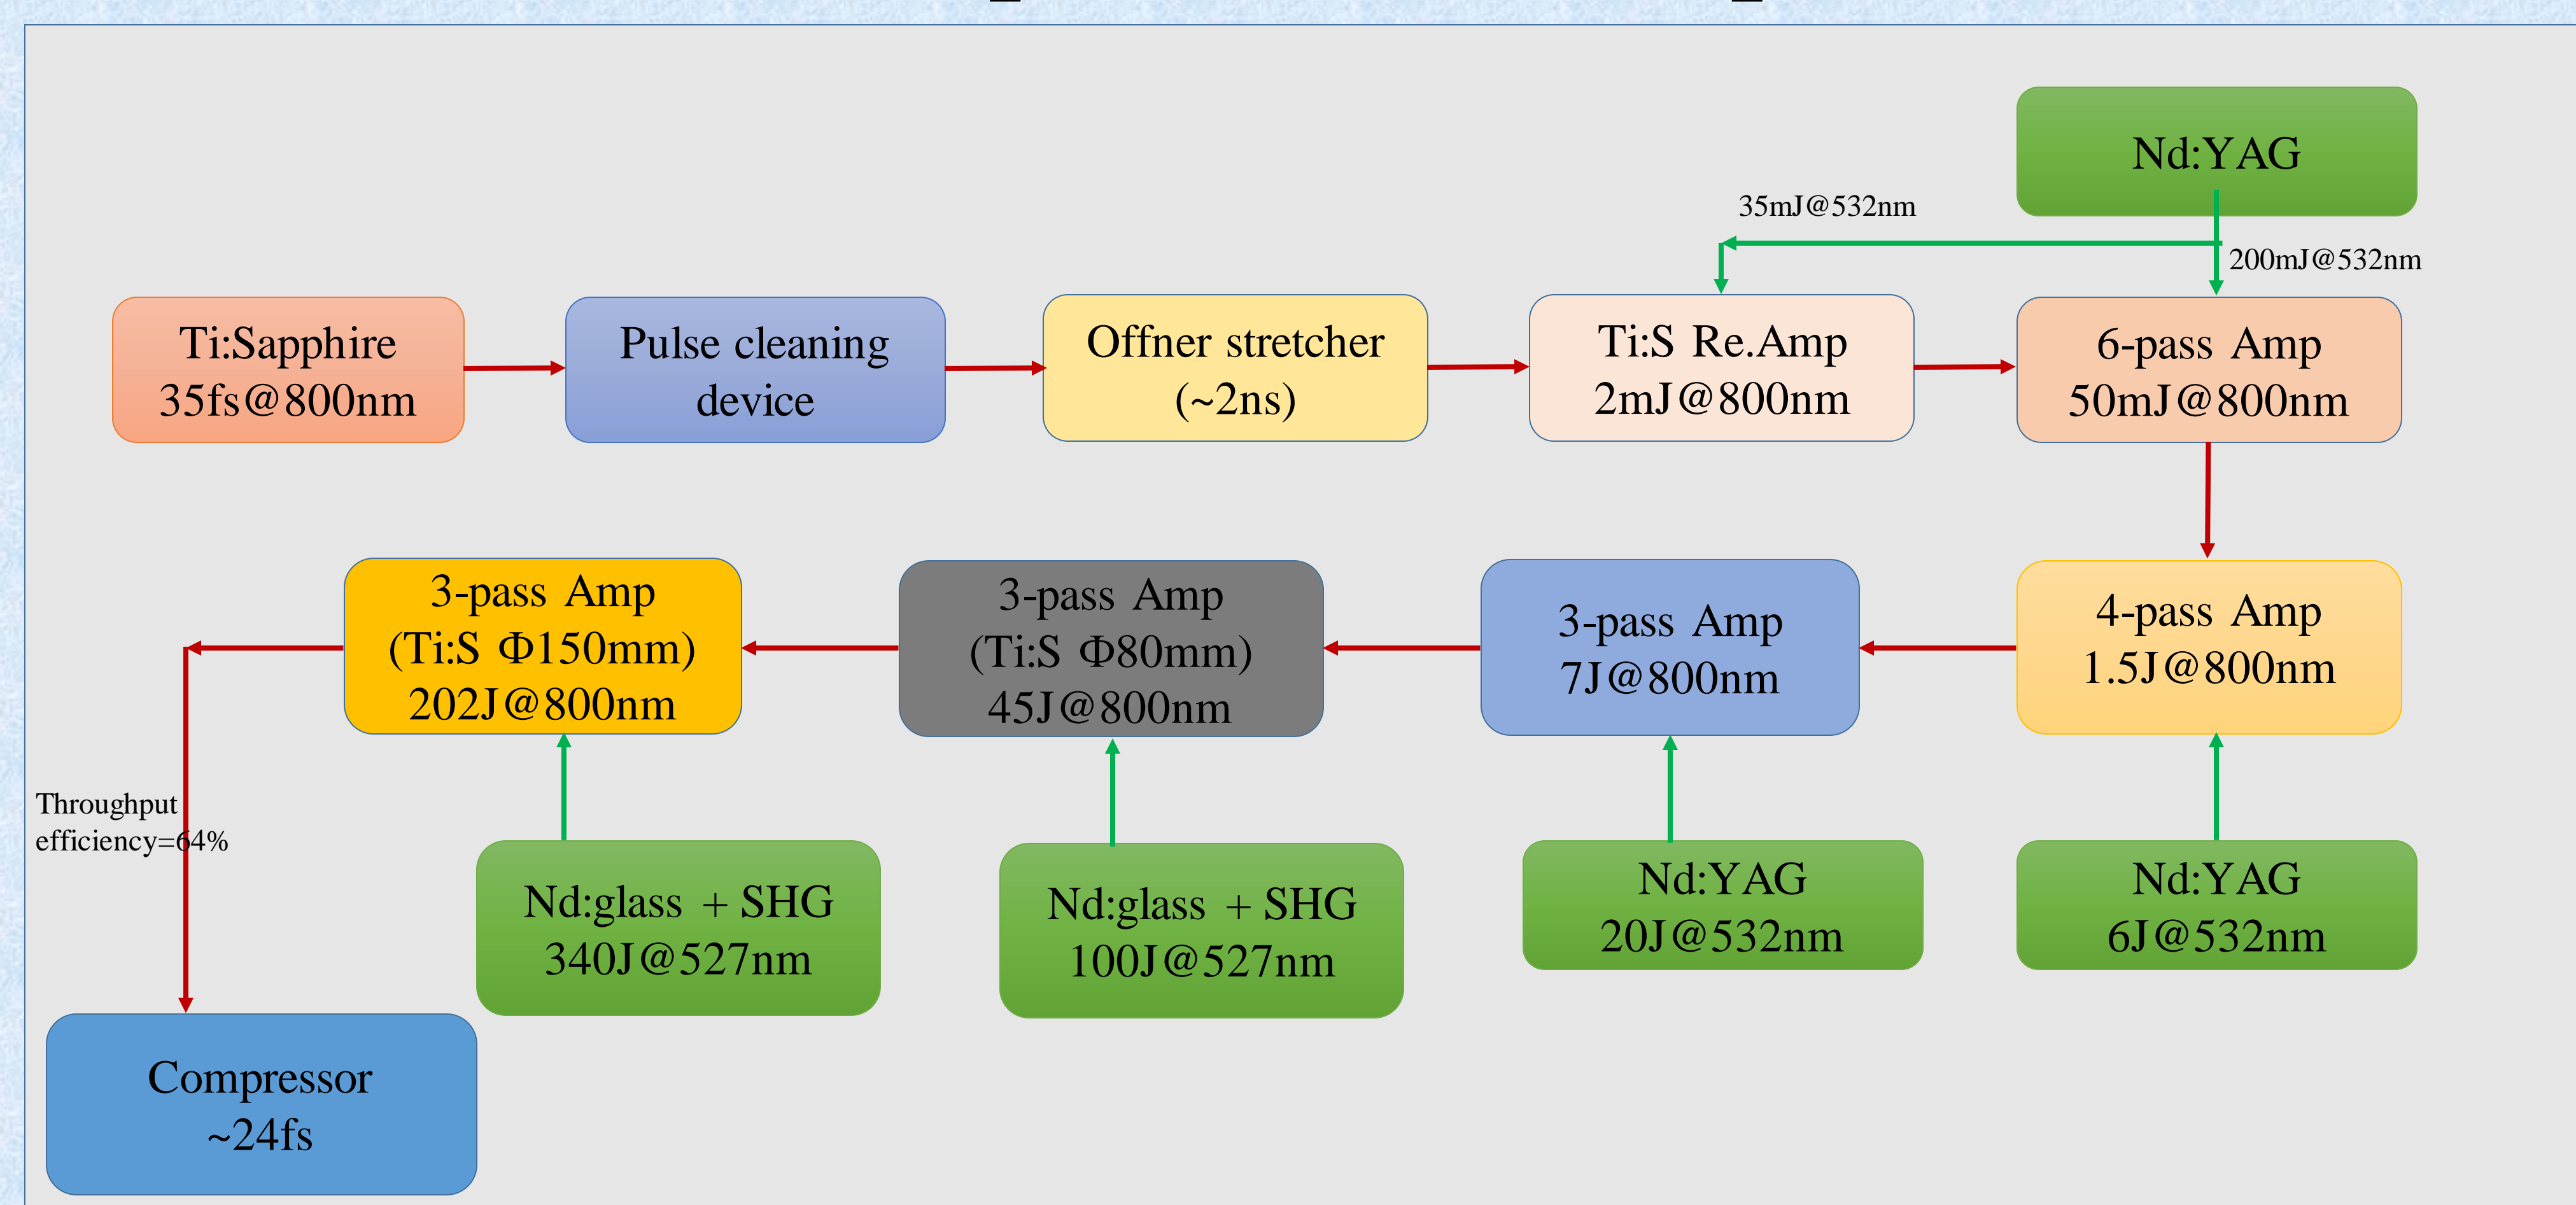 Nd:YAG
35mJ@532nm
200mJ@532nm
Ti:Sapphire
35fs@800nm
Pulse cleaning
device
Offner stretcher
(~2ns)
Ti:S Re.Amp
2mJ@800nm
6-pass Amp
50mJ@800nm
3-pass Amp
(Ti:S Φ150mm)
202J@800nm
3-pass Amp
(Ti:S Φ80mm)
45J@800nm
3-pass Amp
7J@800nm
4-pass Amp
1.5J@800nm
Throughput
efficiency=64%
Nd:glass + SHG
340J@527nm
Nd:glass + SHG
100J@527nm
Nd:YAG
20J@532nm
Nd:YAG
6J@532nm
Compressor
~24fs